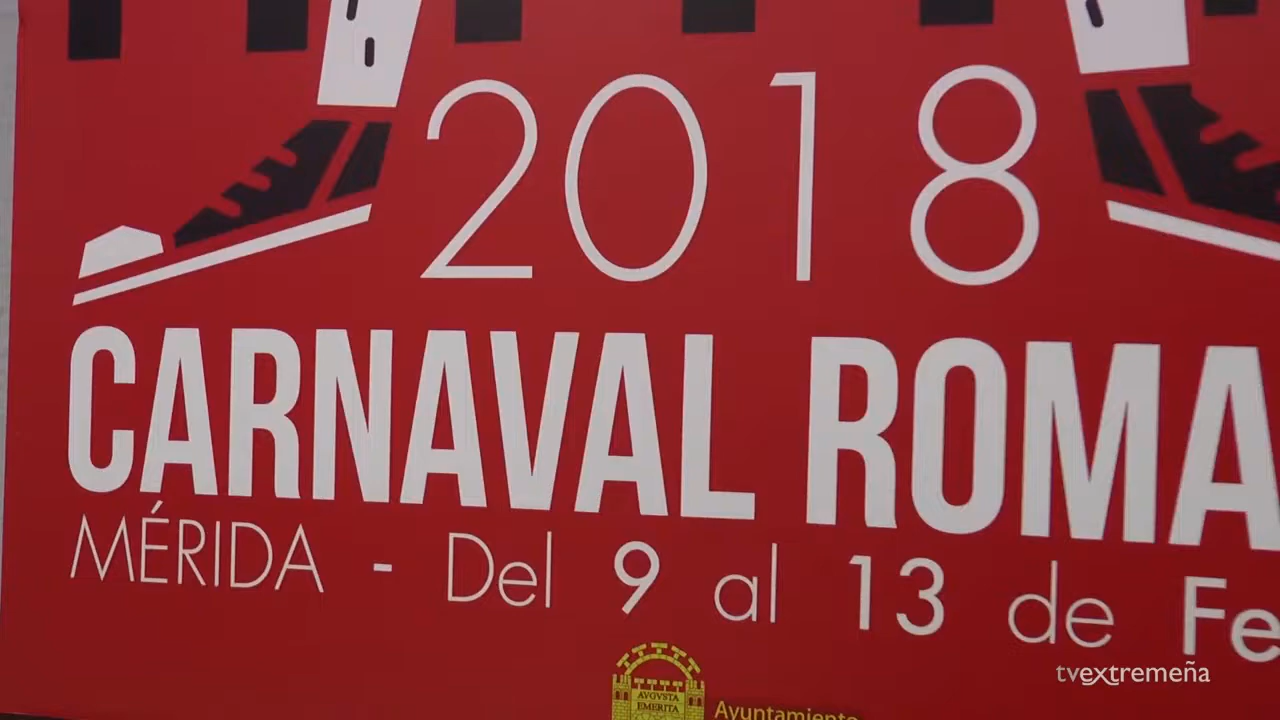 2018
CARNAVAL ROMA
MÉRIDA - Del 9 al 13 de Fe
AVGVSTA
EMERITA
Ayuntamiento
tvextremeña